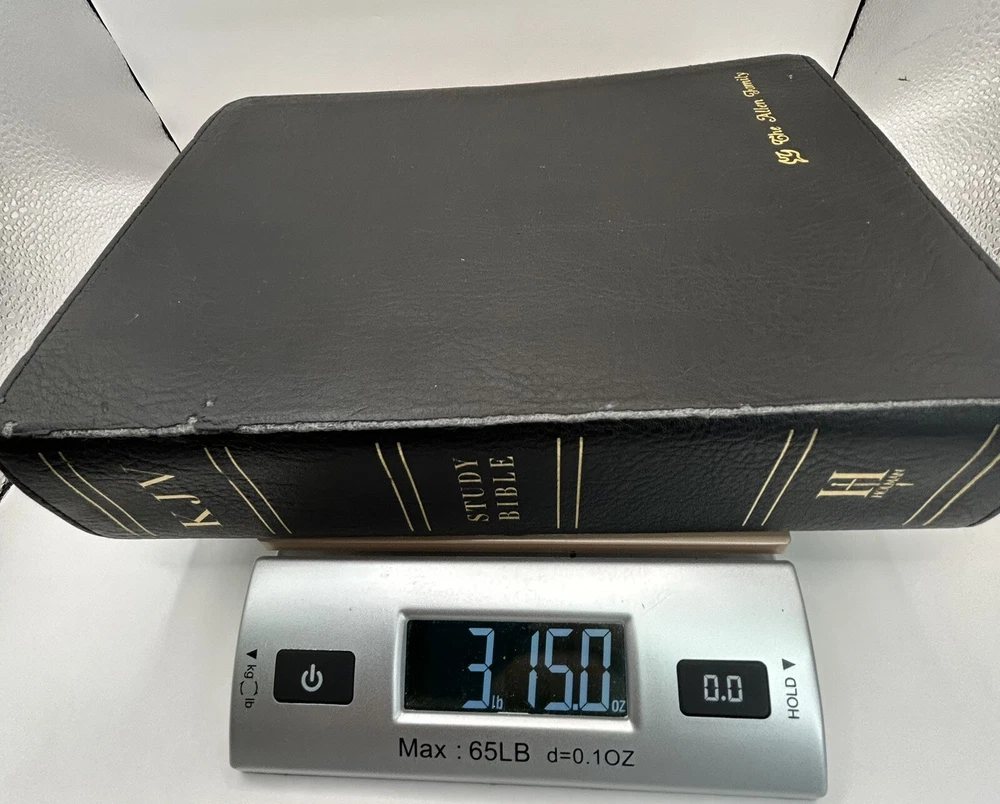 The Allen Family
KJV
STUDY
BIBLE
H
HOLMAN
3 lb 15.0 oz
kg lb
0.0
HOLD
Max : 65LB d=0.1OZ